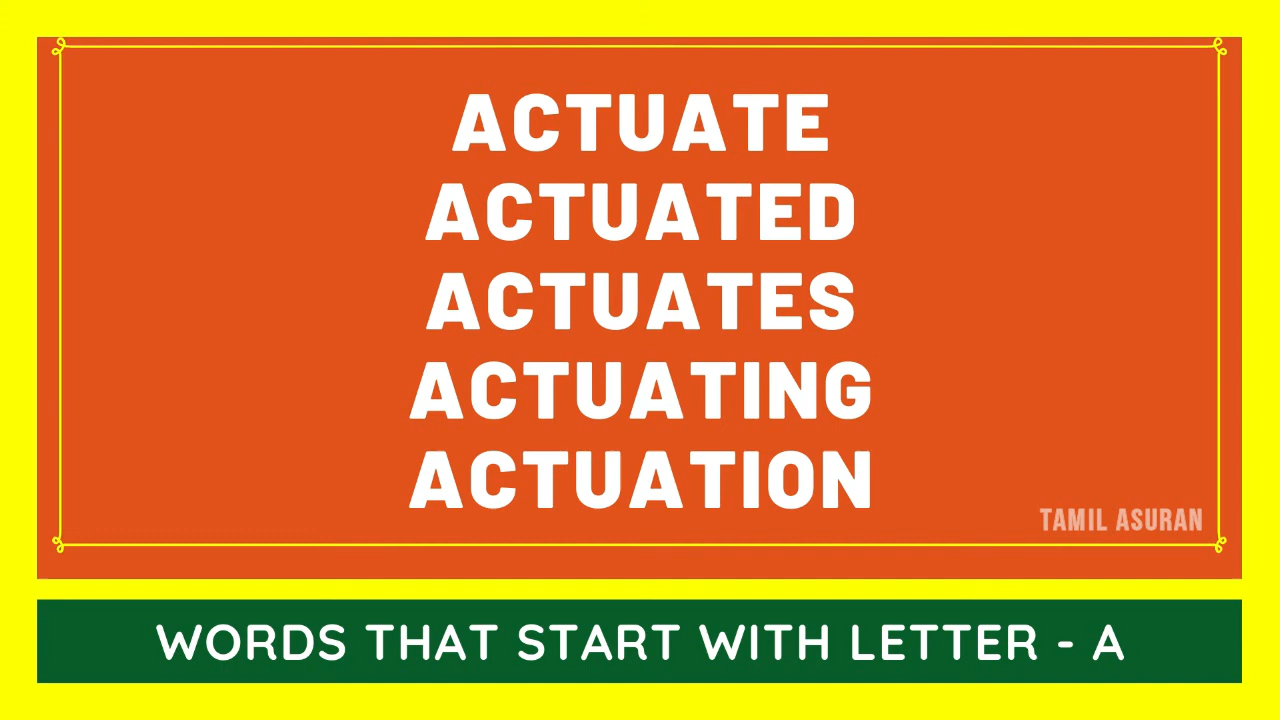 ACTUATE
ACTUATED
ACTUATES
ACTUATING
ACTUATION
TAMIL ASURAN
WORDS THAT START WITH LETTER - A